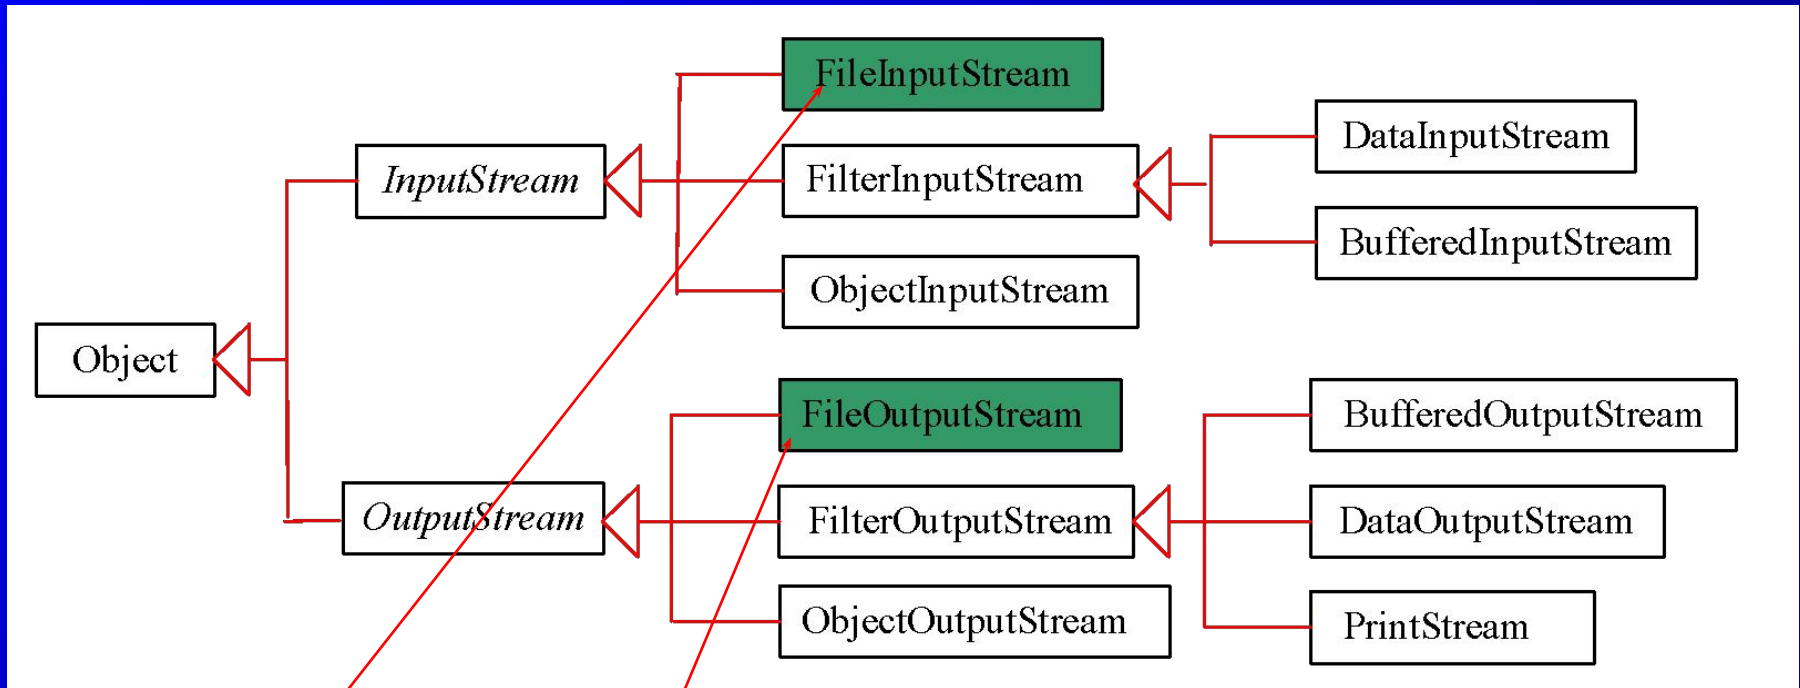 FileInputStream
DataInputStream
InputStream
FilterInputStream
BufferedInputStream
ObjectInputStream
Object
FileOutputStream
BufferedOutputStream
OutputStream
FilterOutputStream
DataOutputStream
ObjectOutputStream
PrintStream